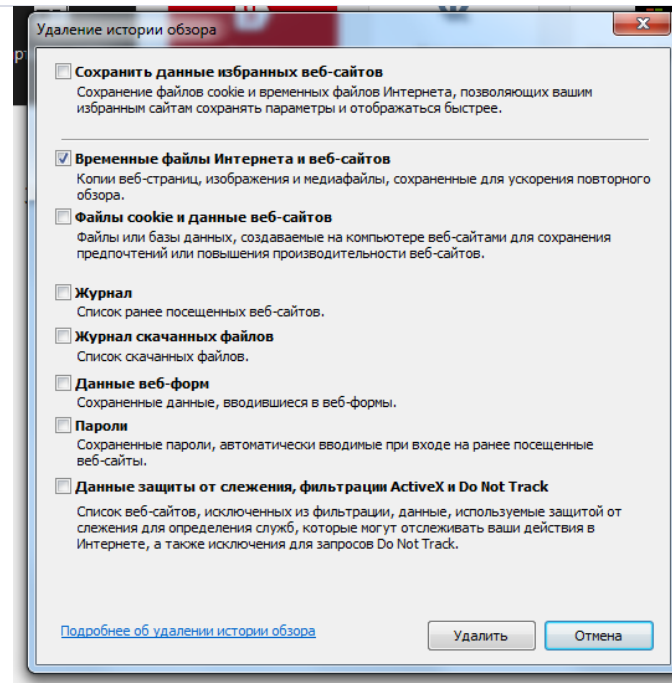 Удаление истории обзора
Сохранить данные избранных веб-сайтов
Сохранение файлов cookie и временных файлов Интернета, позволяющих вашим
избранным сайтам сохранять параметры и отображаться быстрее.
Временные файлы Интернета и веб-сайтов
Копии веб-страниц, изображения и медиафайлы, сохраненные для ускорения повторного
обзора.
Файлы cookie и данные веб-сайтов
Файлы или базы данных, создаваемые на компьютере веб-сайтами для сохранения
предпочтений или повышения производительности веб-сайтов.
Журнал
Список ранее посещенных веб-сайтов.
Журнал скачанных файлов
Список скачанных файлов.
Данные веб-форм
Сохраненные данные, вводившиеся в веб-формы.
Пароли
Сохраненные пароли, автоматически вводимые при входе на ранее посещенные
веб-сайты.
Данные защиты от слежения, фильтрации ActiveX и Do Not Track
Список веб-сайтов, исключенных из фильтрации, данные, используемые защитой от
слежения для определения служб, которые могут отслеживать ваши действия в
Интернете, а также исключения для запросов Do Not Track.
Подробнее об удалении истории обзора
Удалить
Отмена